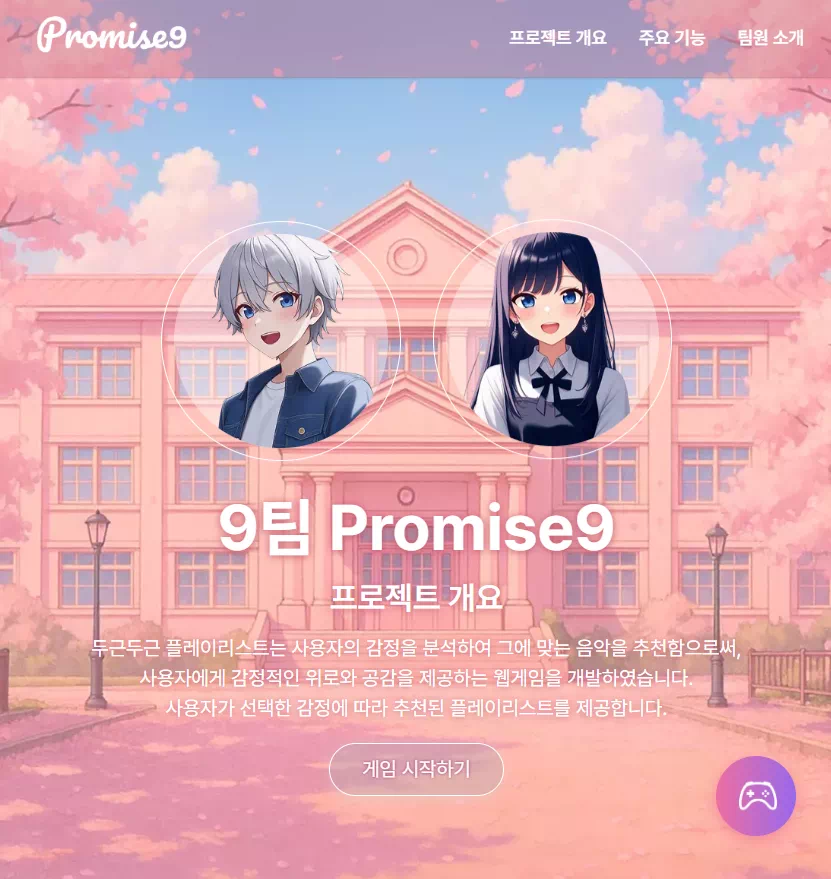 Promise9
프로젝트 개요 주요 기능 팀원 소개
9팀 Promise9
프로젝트 개요
두근두근 플레이리스트는 사용자의 감정을 분석하여 그에 맞는 음악을 추천함으로써,
사용자에게 감정적인 위로와 공감을 제공하는 웹게임을 개발하였습니다.
사용자가 선택한 감정에 따라 추천된 플레이리스트를 제공합니다.
게임 시작하기